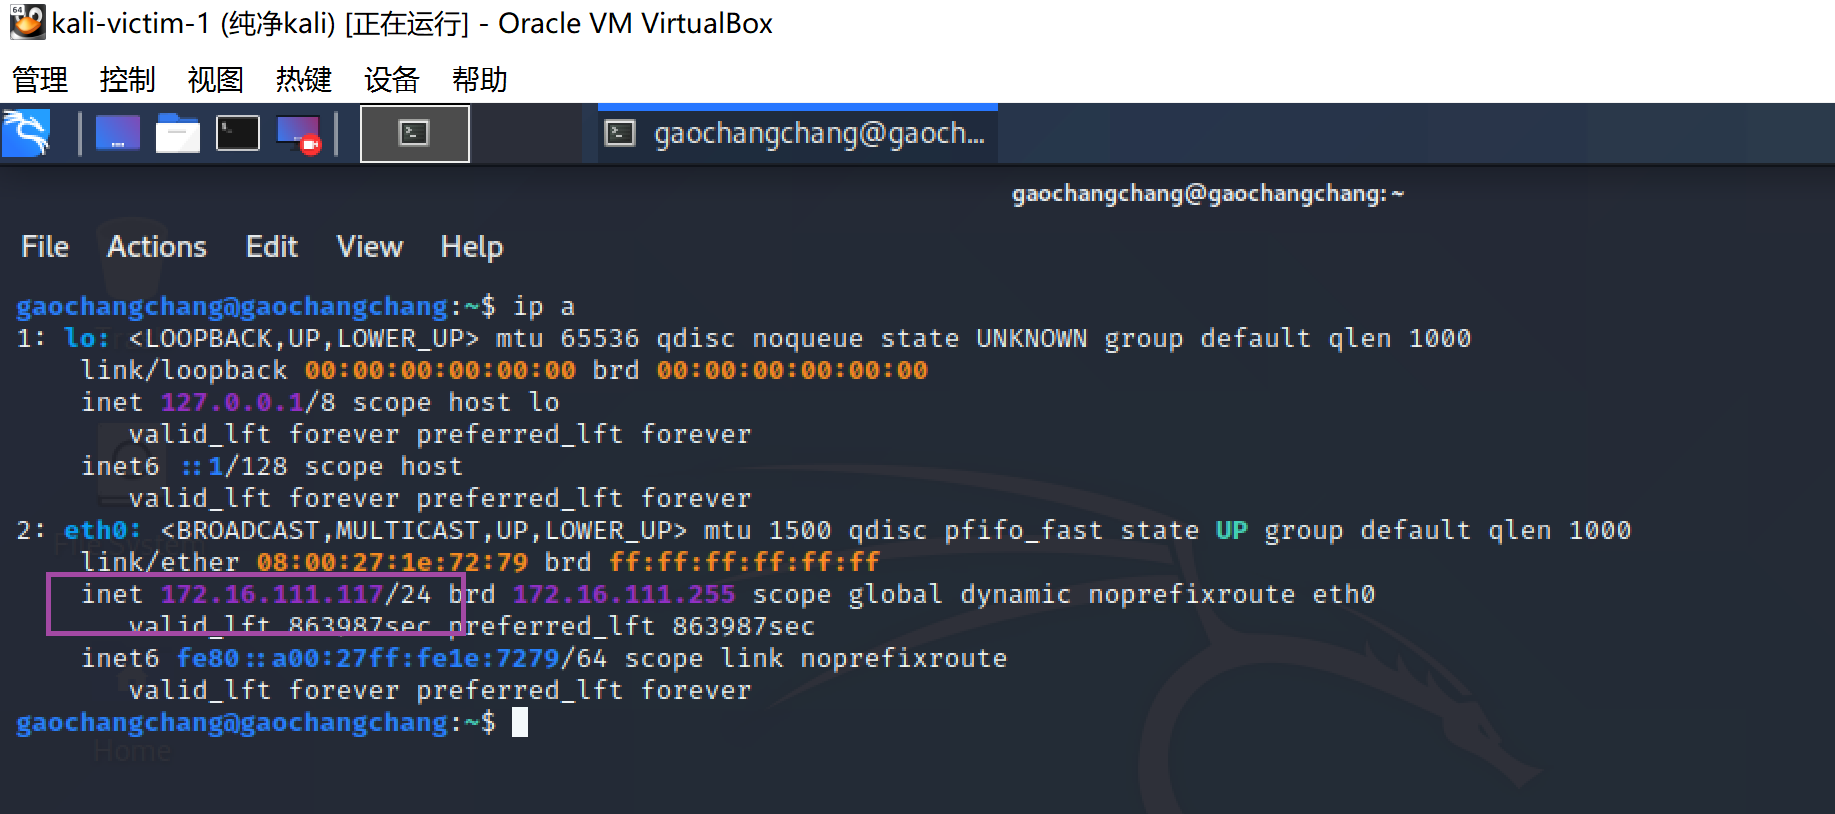 kali-victim-1 (纯净kali) [正在运行] - Oracle VM VirtualBox
管理 控制 视图 热键 设备 帮助
gaochangchang@gaoch...
gaochangchang@gaochangchang: ~
File Actions Edit View Help
gaochangchang@gaochangchang:~$ ip a
1: lo: <LOOPBACK,UP,LOWER_UP> mtu 65536 qdisc noqueue state UNKNOWN group default qlen 1000
link/loopback 00:00:00:00:00:00 brd 00:00:00:00:00:00
inet 127.0.0.1/8 scope host lo
valid_lft forever preferred_lft forever
inet6 ::1/128 scope host
valid_lft forever preferred_lft forever
2: eth0: <BROADCAST,MULTICAST,UP,LOWER_UP> mtu 1500 qdisc pfifo_fast state UP group default qlen 1000
link/ether 08:00:27:1e:72:79 brd ff:ff:ff:ff:ff:ff
inet 172.16.111.117/24 brd 172.16.111.255 scope global dynamic noprefixroute eth0
valid_lft 863987sec preferred_lft 863987sec
inet6 fe80::a00:27ff:fe1e:7279/64 scope link noprefixroute
valid_lft forever preferred_lft forever
gaochangchang@gaochangchang:~$
Home